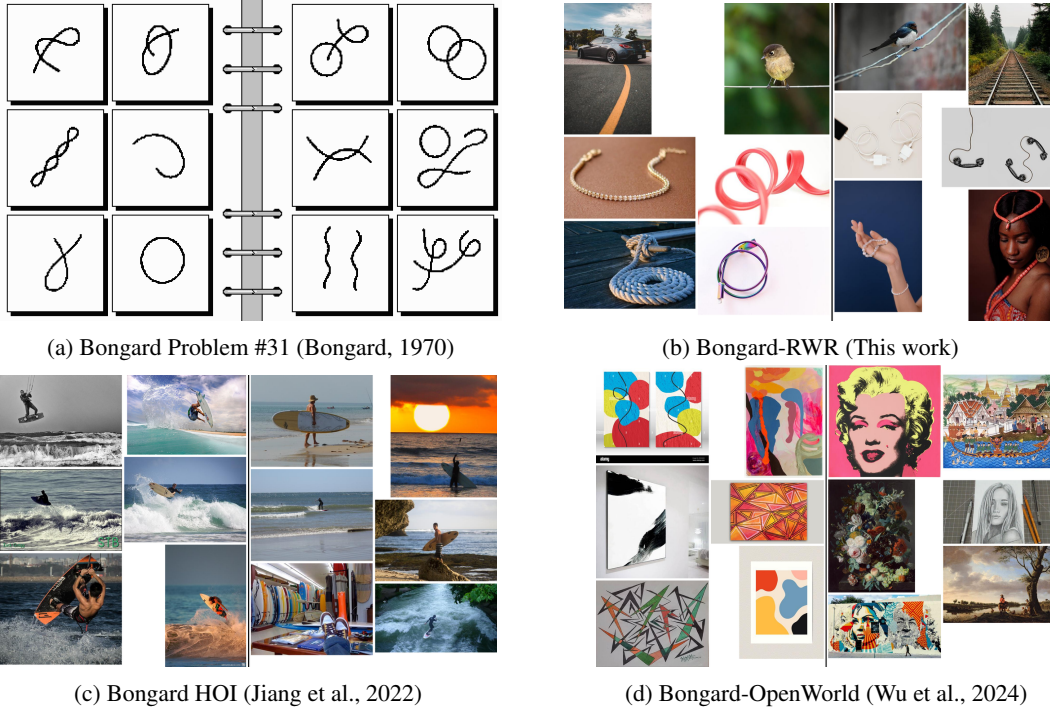 (a) Bongard Problem #31 (Bongard, 1970)
(b) Bongard-RWR (This work)
(c) Bongard HOI (Jiang et al., 2022)
(d) Bongard-OpenWorld (Wu et al., 2024)